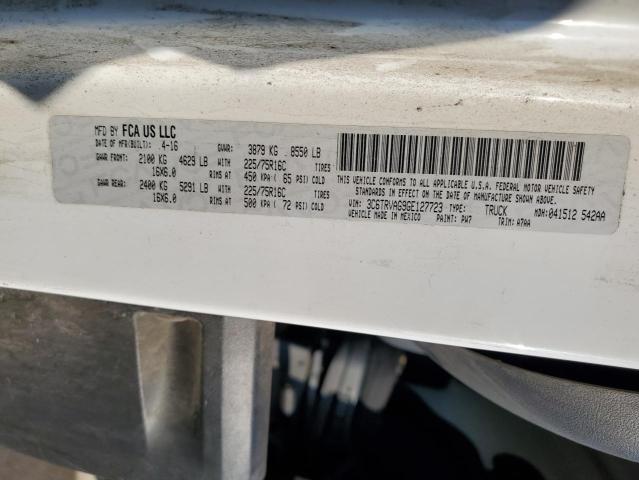 MFD BY FCA US LLC
DATE OF MFR(BUILT): 4-16 GVWR: 3879 KG 8550 LB
GAWR FRONT: 2100 KG 4629 LB WITH 225/75R16C TIRES
16X6.0 RIMS AT 450 KPA ( 65 PSI) COLD
GAWR REAR: 2400 KG 5291 LB WITH 225/75R16C TIRES
16X6.0 RIMS AT 500 KPA ( 72 PSI) COLD
THIS VEHICLE CONFORMS TO ALL APPLICABLE U.S.A. FEDERAL MOTOR VEHICLE SAFETY
STANDARDS IN EFFECT ON THE DATE OF MANUFACTURE SHOWN ABOVE.
VIN: 3C6TRVAG9GE127723 TYPE: TRUCK MDH:041512 542AA
VEHICLE MADE IN MEXICO PAINT: PW7 TRIM: A7AA